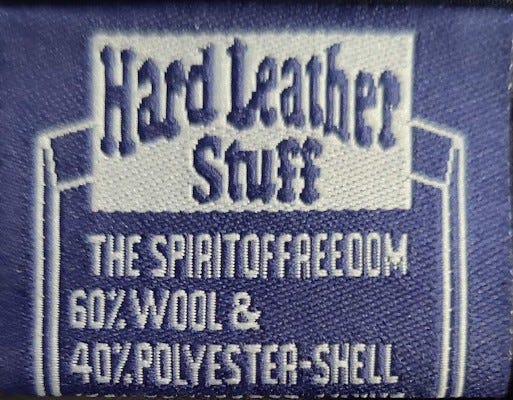 Hard Leather
Stuff
THE SPIRITOFFREEDOM
60% WOOL &
40% POLYESTER-SHELL